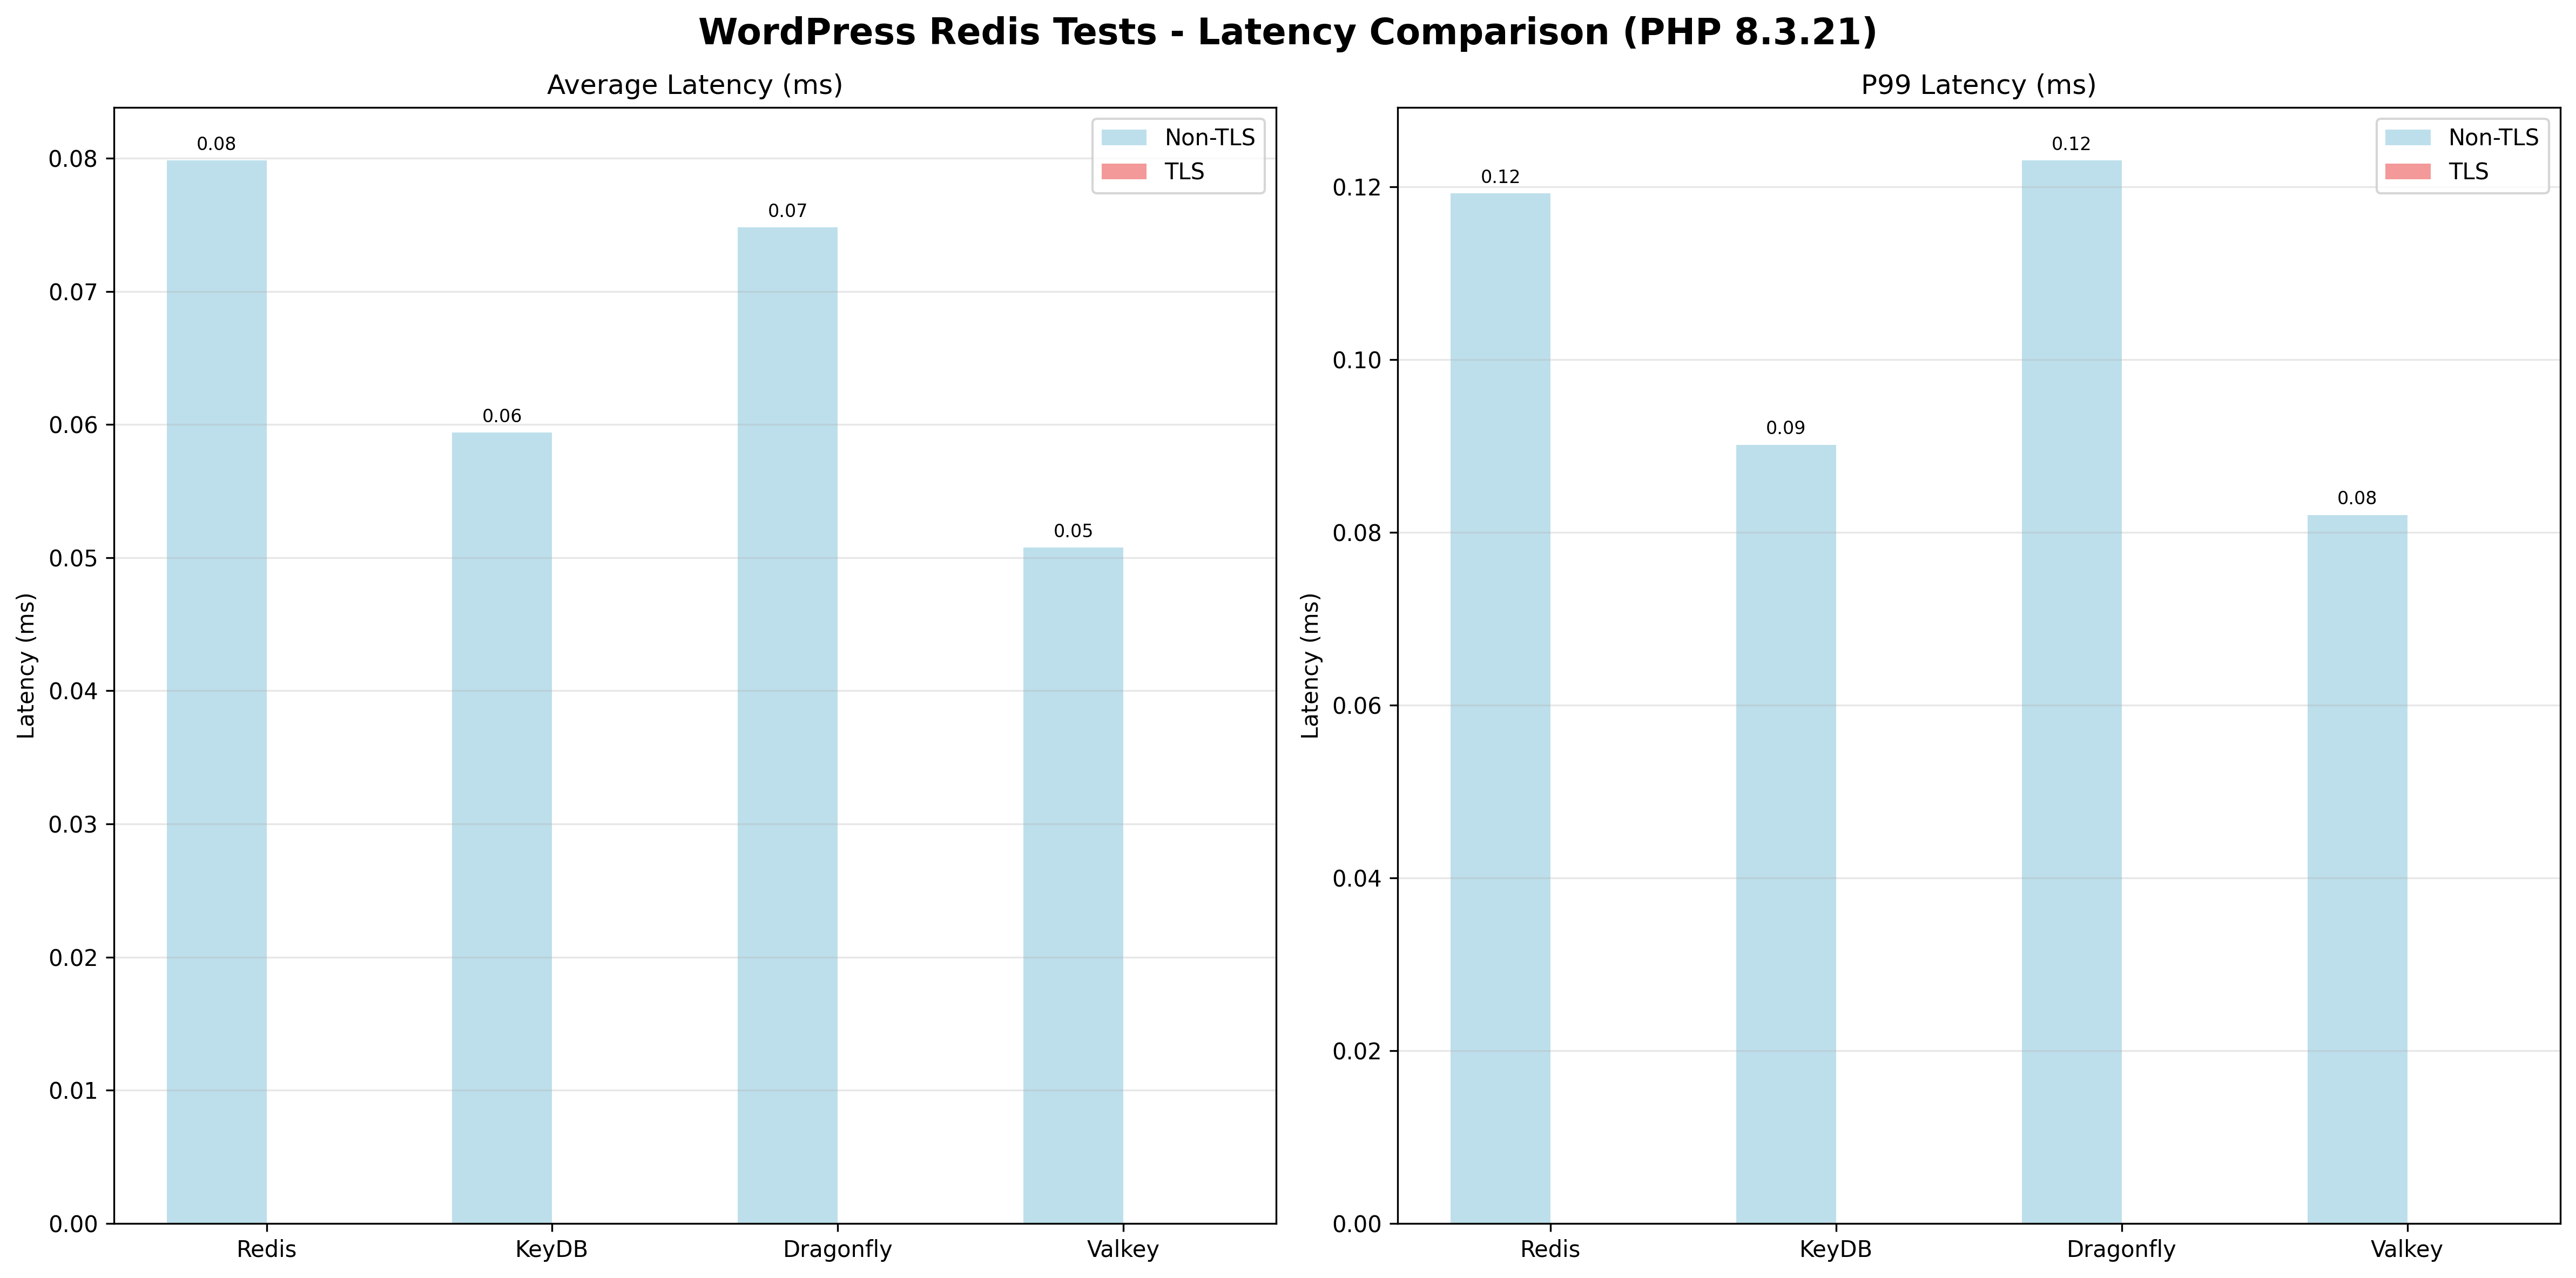 WordPress Redis Tests - Latency Comparison (PHP 8.3.21)
Average Latency (ms)
Non-TLS
TLS
Latency (ms)
0.08
0.07
0.06
0.05
0.04
0.03
0.02
0.01
0.00
0.08
0.06
0.07
0.05
Redis
KeyDB
Dragonfly
Valkey
P99 Latency (ms)
Non-TLS
TLS
Latency (ms)
0.12
0.10
0.08
0.06
0.04
0.02
0.00
0.12
0.09
0.12
0.08
Redis
KeyDB
Dragonfly
Valkey